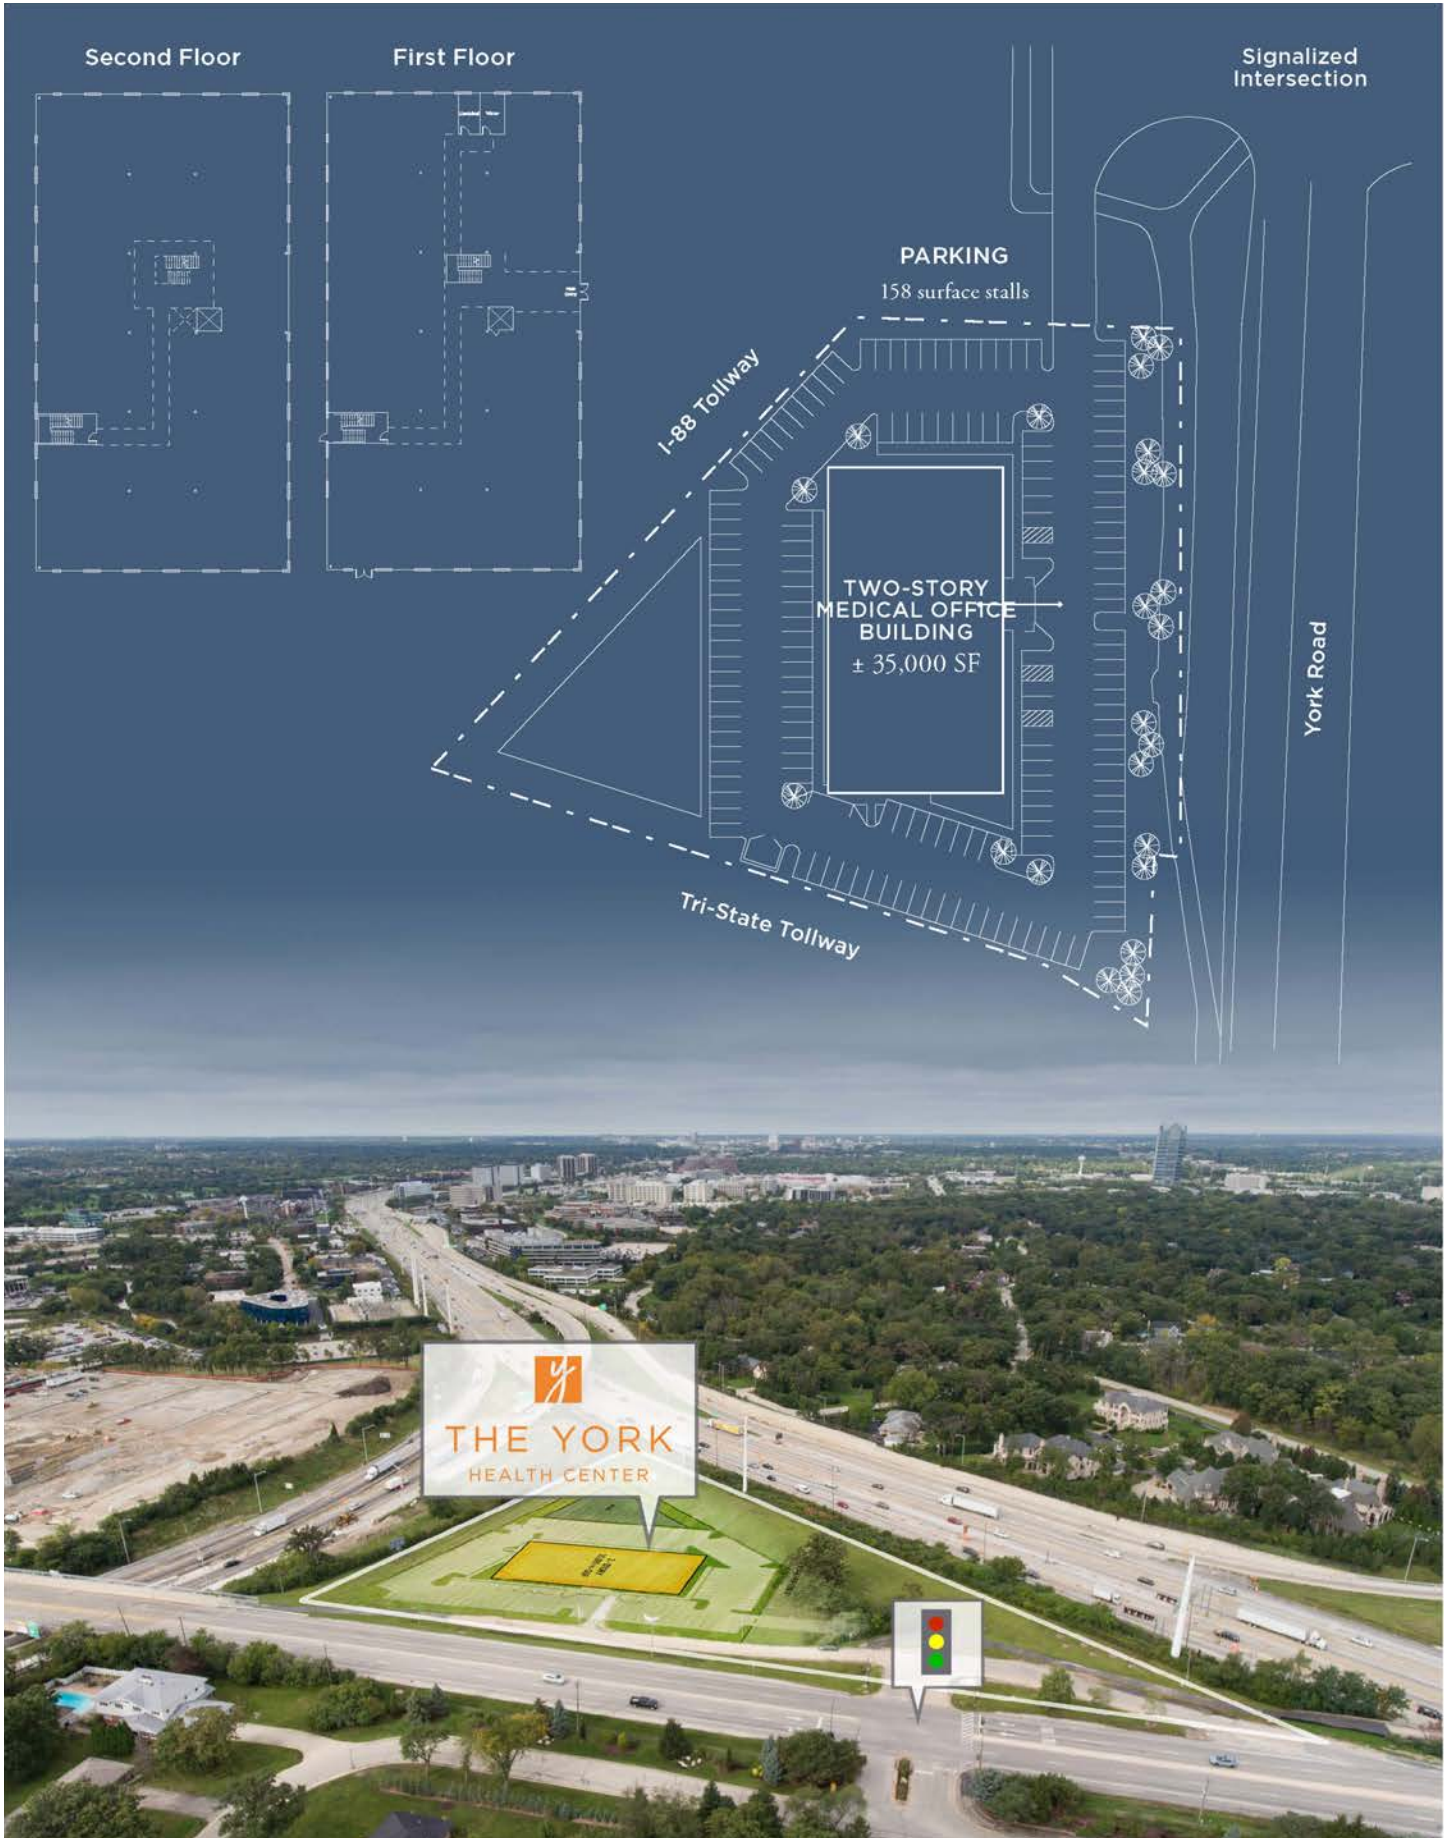 Second Floor
First Floor
Signalized
Intersection
PARKING
158 surface stalls
I-88 Tollway
TWO-STORY
MEDICAL OFFICE
BUILDING
± 35,000 SF
York Road
Tri-State Tollway
y
THE YORK
HEALTH CENTER